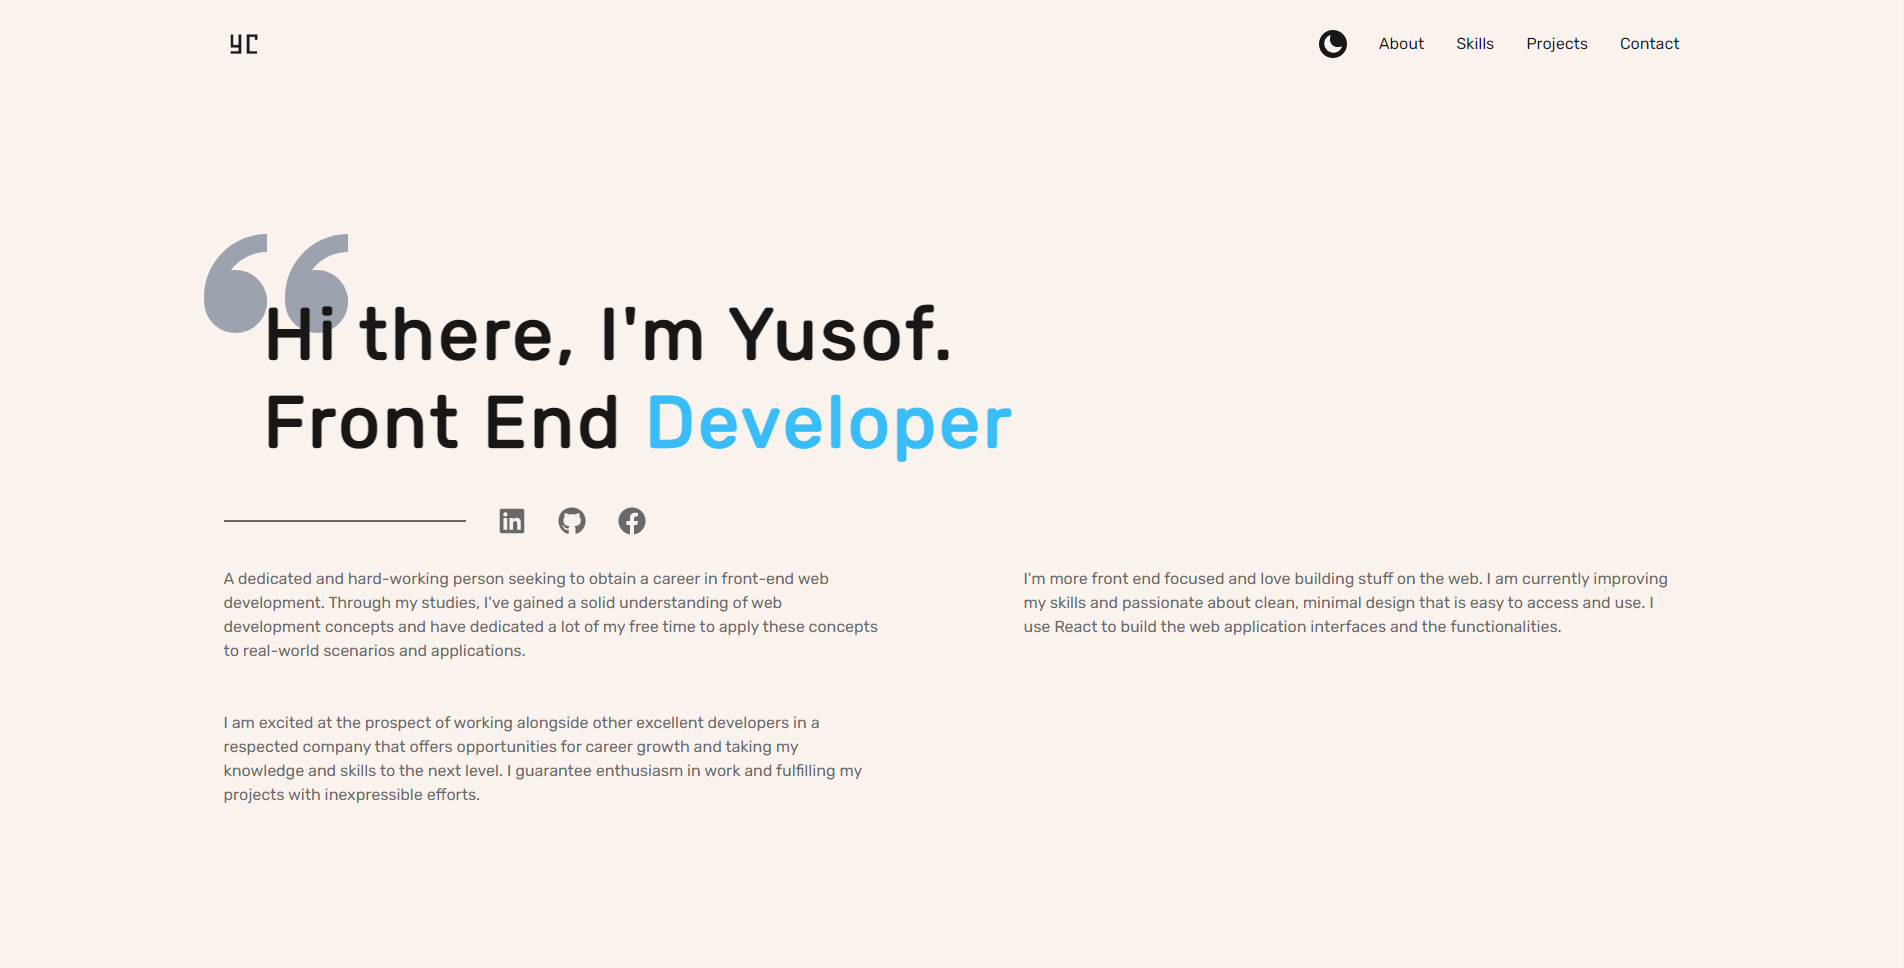 YC
About Skills Projects Contact
Hi there, I'm Yusof.
Front End Developer
A dedicated and hard-working person seeking to obtain a career in front-end web
development. Through my studies, I've gained a solid understanding of web
development concepts and have dedicated a lot of my free time to apply these concepts
to real-world scenarios and applications.
I am excited at the prospect of working alongside other excellent developers in a
respected company that offers opportunities for career growth and taking my
knowledge and skills to the next level. I guarantee enthusiasm in work and fulfilling my
projects with inexpressible efforts.
I'm more front end focused and love building stuff on the web. I am currently improving
my skills and passionate about clean, minimal design that is easy to access and use. I
use React to build the web application interfaces and the functionalities.